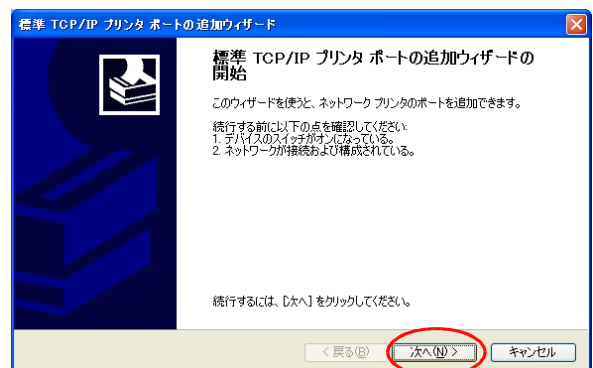 標準 TCP/IP プリンタ ポートの追加ウィザード
標準 TCP/IP プリンタ ポートの追加ウィザードの
開始
このウィザードを使うと、ネットワーク プリンタのポートを追加できます。
続行する前に以下の点を確認してください:
1. デバイスのスイッチがオンになっている。
2. ネットワークが接続および構成されている。
続行するには、[次へ] をクリックしてください。
< 戻る(B) 次へ(N) > キャンセル